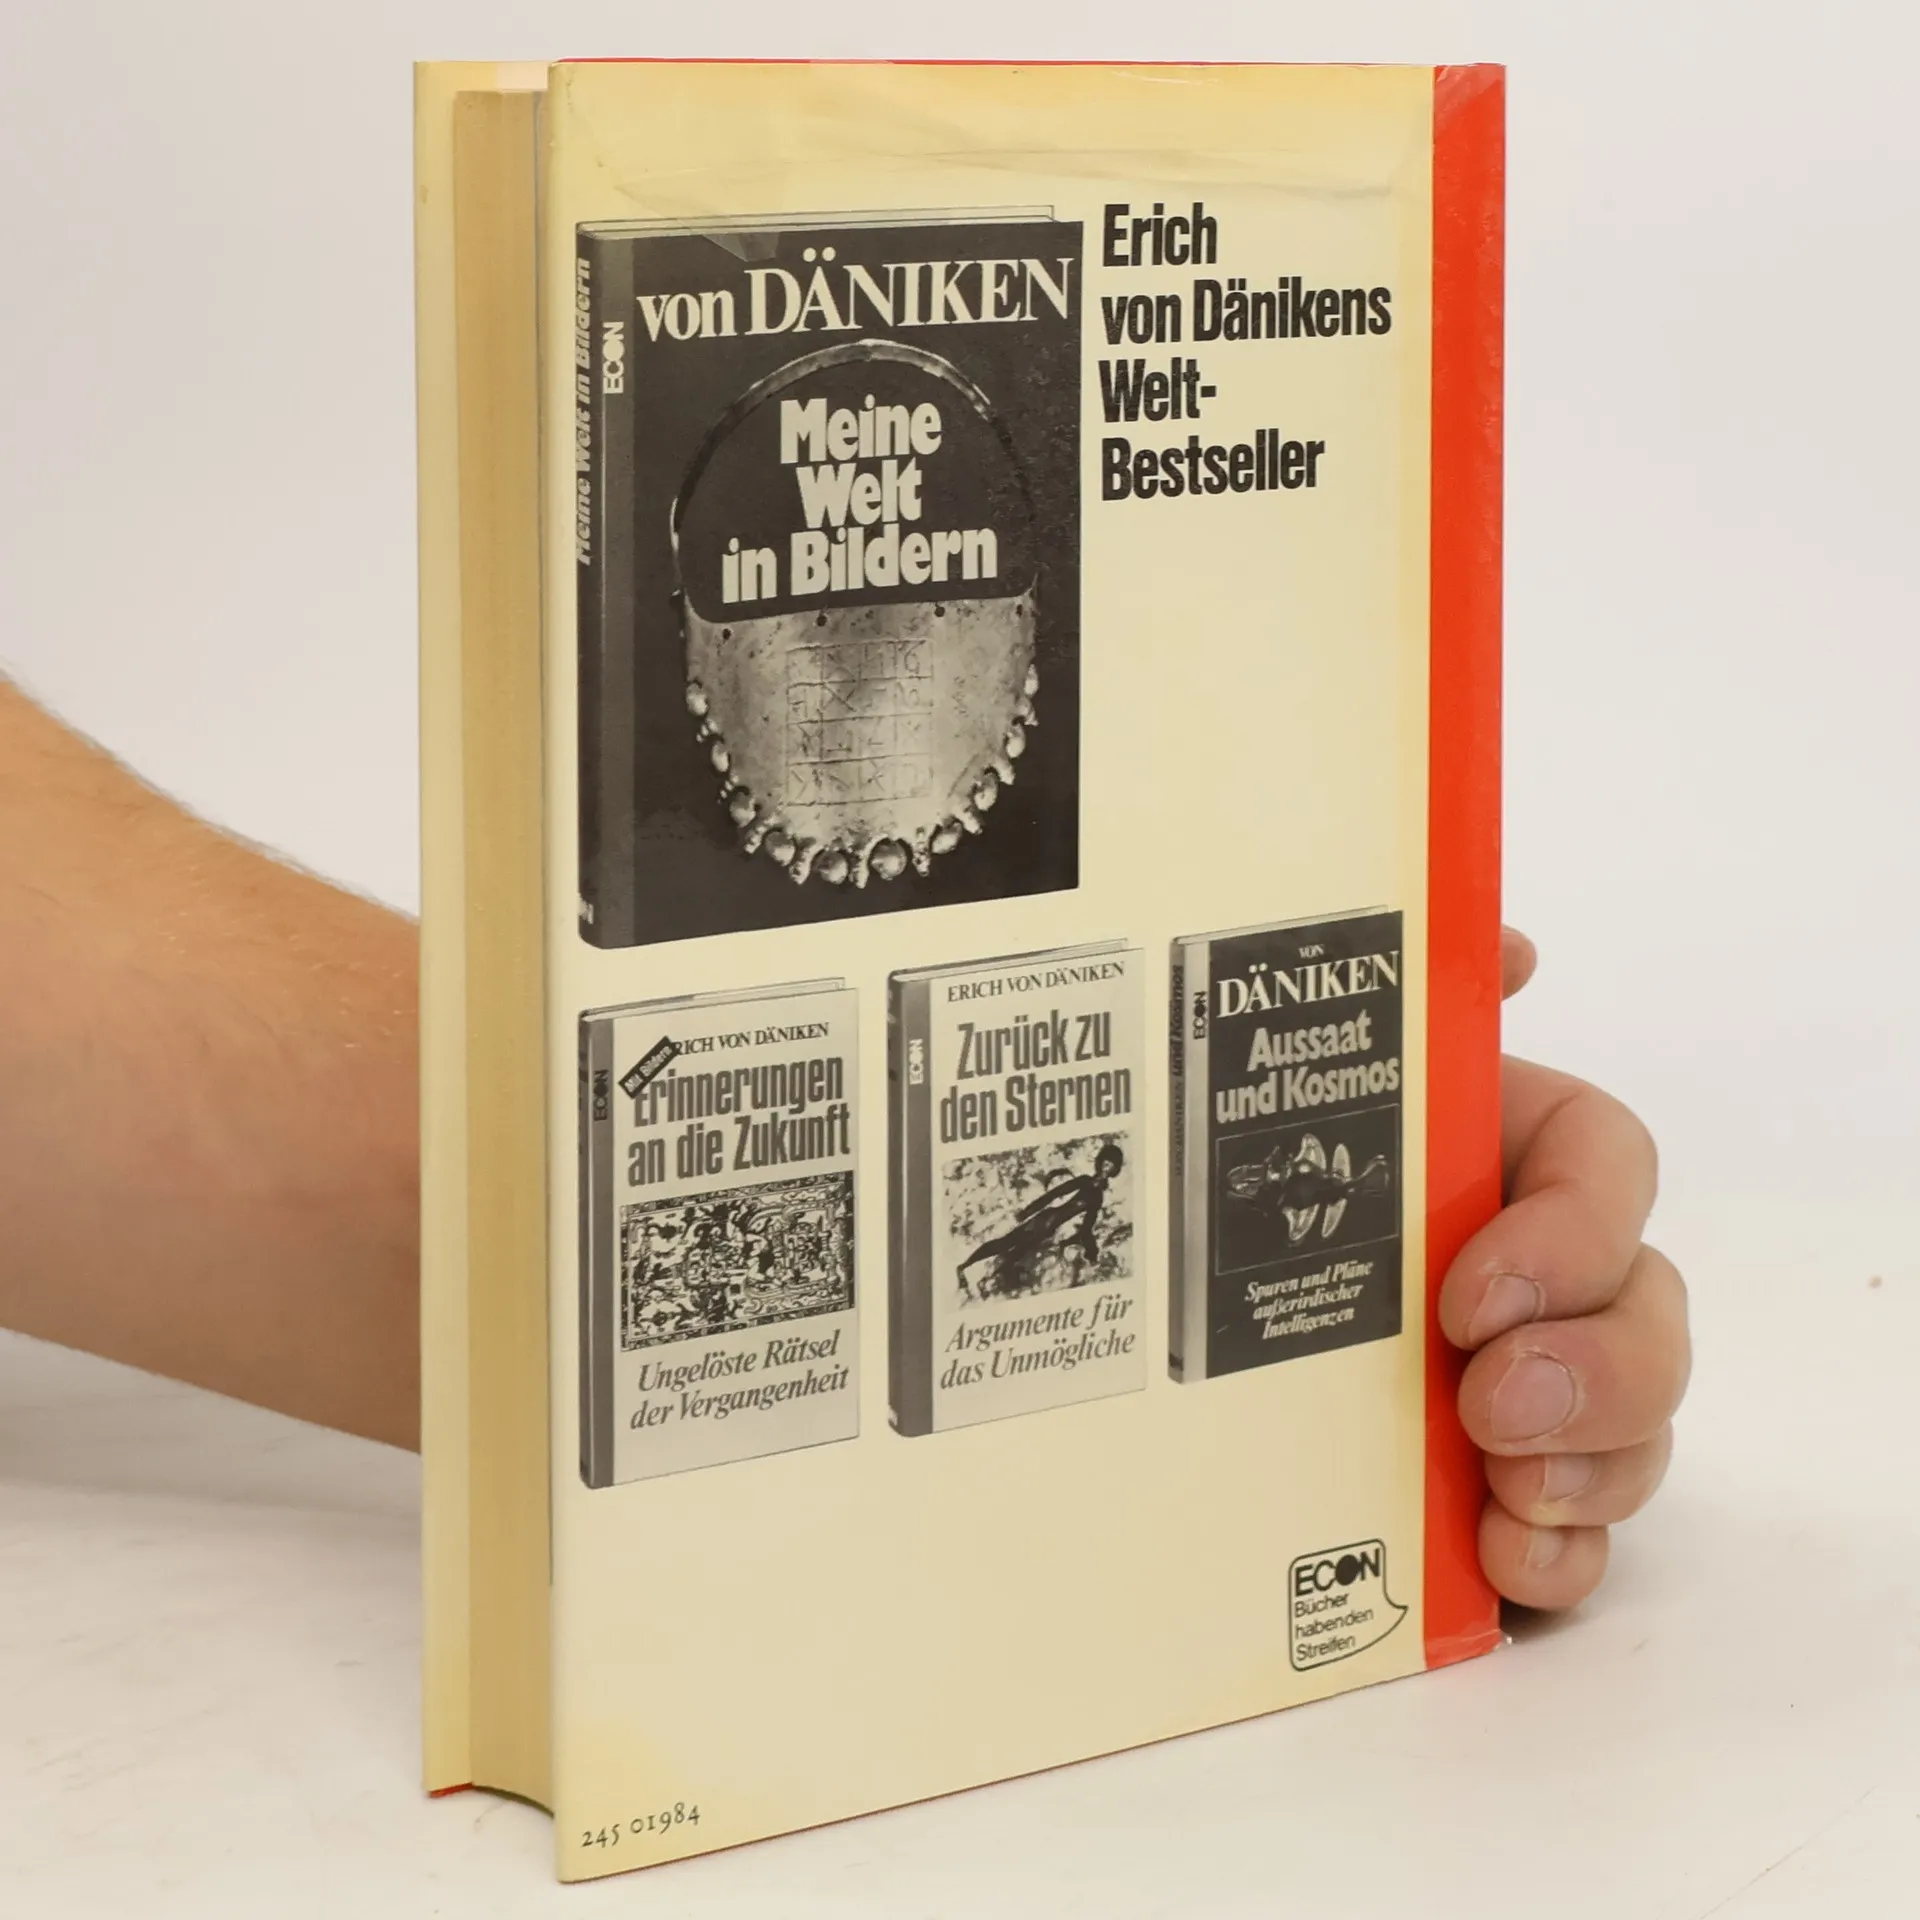 Erich
von Dänikens
Welt-
Bestseller
von DÄNIKEN
Meine
Welt
in Bildern
Meine Welt in Bildern
ECON
ERICH VON DÄNIKEN
Zurück zu
den Sternen
Argumente für
das Unmögliche
ECON
Mit Bildern
RICH VON DÄNIKEN
Erinnerungen
an die Zukunft
Ungelöste Rätsel
der Vergangenheit
ECON
VON
DÄNIKEN
Aussaat
und Kosmos
Spuren und Pläne
außerirdischer
Intelligenzen
ECON
ECON
Bücher
haben den
Streifen
245 01984